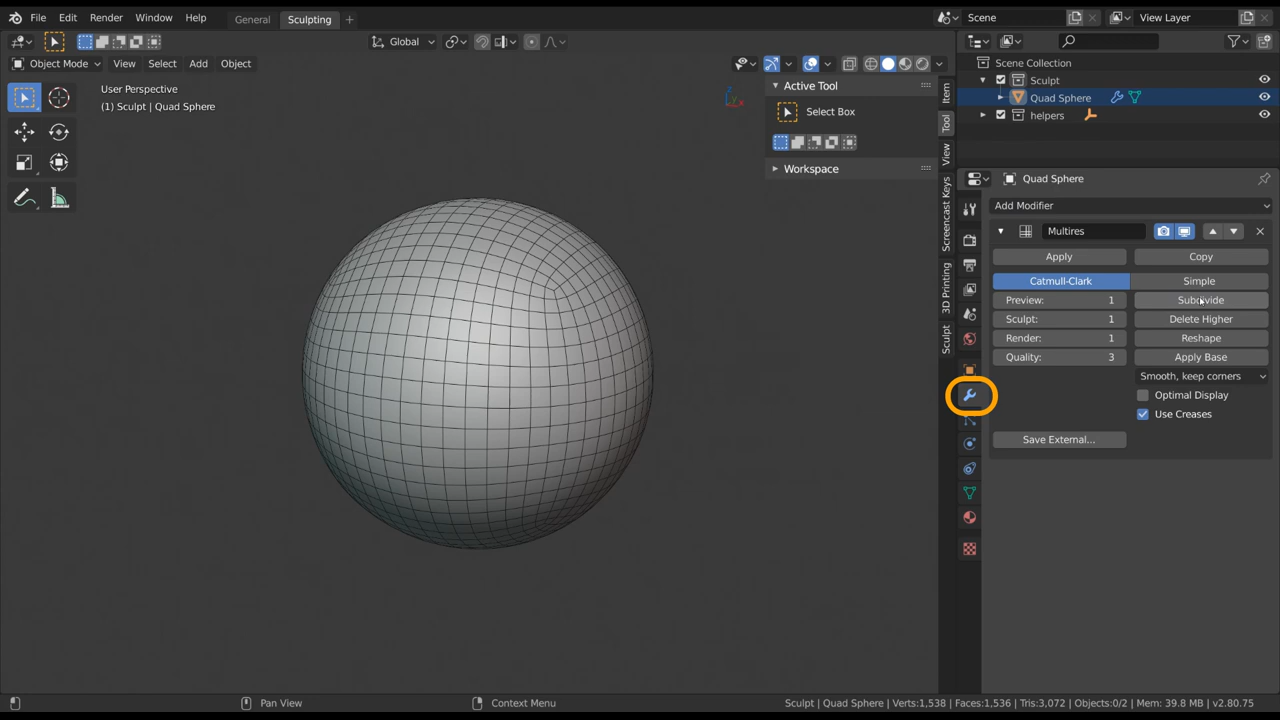 File Edit Render Window Help General Sculpting + Scene View Layer
Global
Object Mode View Select Add Object
User Perspective
(1) Sculpt | Quad Sphere
Active Tool
Select Box
Workspace
Item
Tool
View
Screencast Keys
3D Printing
Sculpt
Scene Collection
Sculpt
Quad Sphere
helpers
Quad Sphere
Add Modifier
Multires
Apply Copy
Catmull-Clark Simple
Preview: 1 Subdivide
Sculpt: 1 Delete Higher
Render: 1 Reshape
Quality: 3 Apply Base
Smooth, keep corners
Optimal Display
Use Creases
Save External...
Pan View Context Menu Sculpt | Quad Sphere | Verts:1,538 | Faces:1,536 | Tris:3,072 | Objects:0/2 | Mem: 39.8 MB | v2.80.75